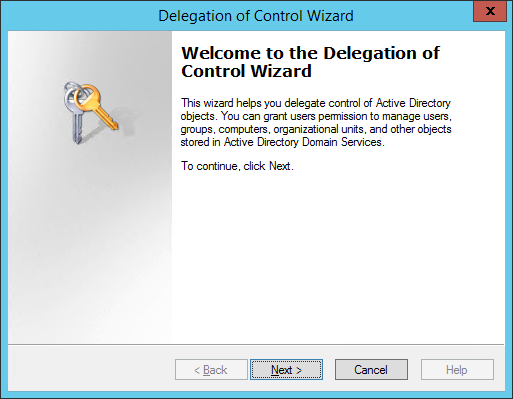 Delegation of Control Wizard
x
Welcome to the Delegation of
Control Wizard
This wizard helps you delegate control of Active Directory
objects. You can grant users permission to manage users,
groups, computers, organizational units, and other objects
stored in Active Directory Domain Services.
To continue, click Next.
< Back
Next >
Cancel
Help